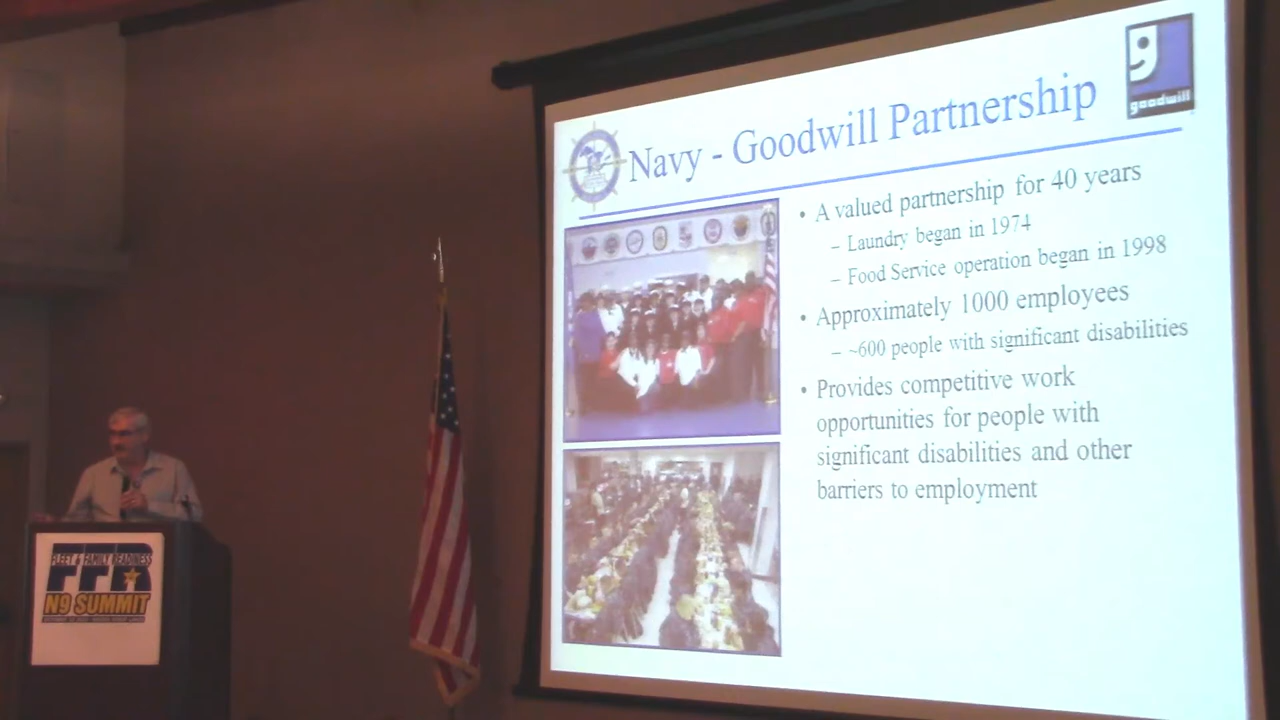 Navy - Goodwill Partnership
goodwill
• A valued partnership for 40 years
– Laundry began in 1974
– Food Service operation began in 1998
• Approximately 1000 employees
– ~600 people with significant disabilities
• Provides competitive work
opportunities for people with
significant disabilities and other
barriers to employment
FLEET & FAMILY READINESS
FFR
N9 SUMMIT